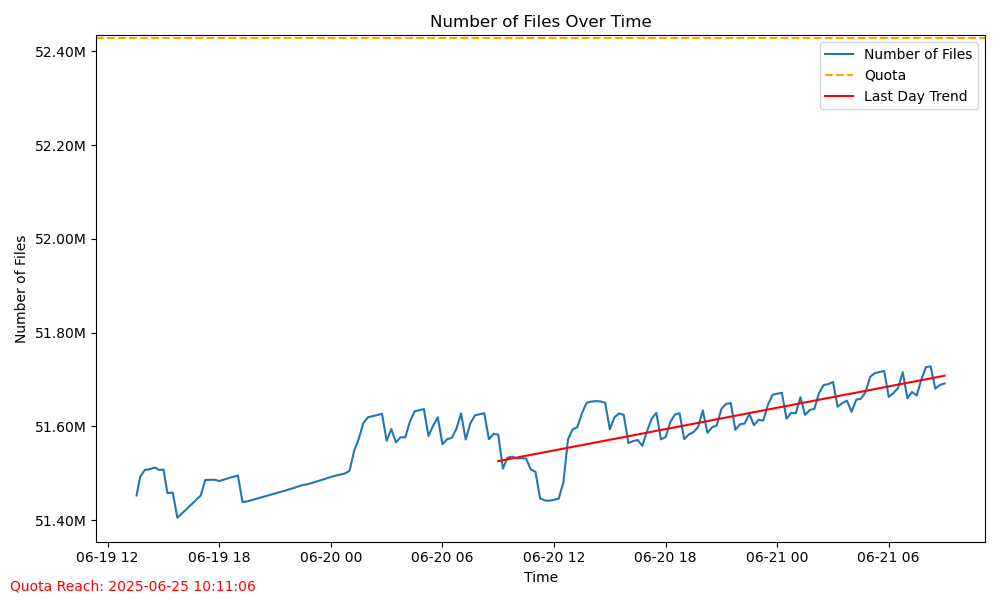 Number of Files Over Time
52.40M
52.20M
52.00M
51.80M
51.60M
51.40M
Number of Files
Number of Files
Quota
Last Day Trend
06-19 12
06-19 18
06-20 00
06-20 06
06-20 12
06-20 18
06-21 00
06-21 06
Time
Quota Reach: 2025-06-25 10:11:06